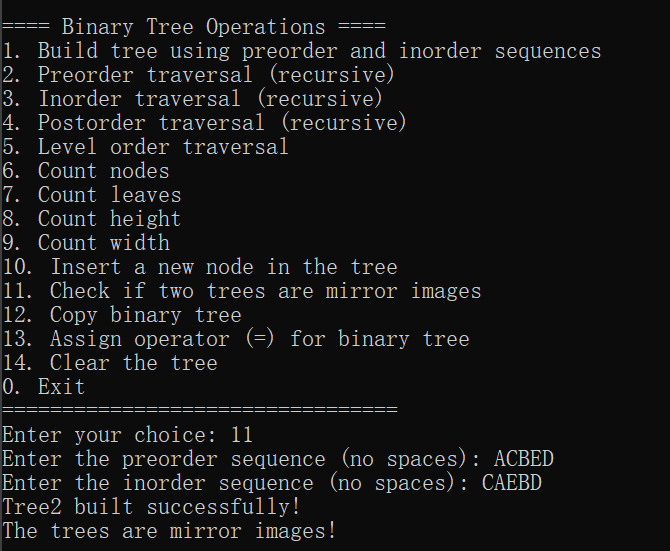 ==== Binary Tree Operations ====
1. Build tree using preorder and inorder sequences
2. Preorder traversal (recursive)
3. Inorder traversal (recursive)
4. Postorder traversal (recursive)
5. Level order traversal
6. Count nodes
7. Count leaves
8. Count height
9. Count width
10. Insert a new node in the tree
11. Check if two trees are mirror images
12. Copy binary tree
13. Assign operator (=) for binary tree
14. Clear the tree
0. Exit
=================================
Enter your choice: 11
Enter the preorder sequence (no spaces): ACBED
Enter the inorder sequence (no spaces): CAEBD
Tree2 built successfully!
The trees are mirror images!